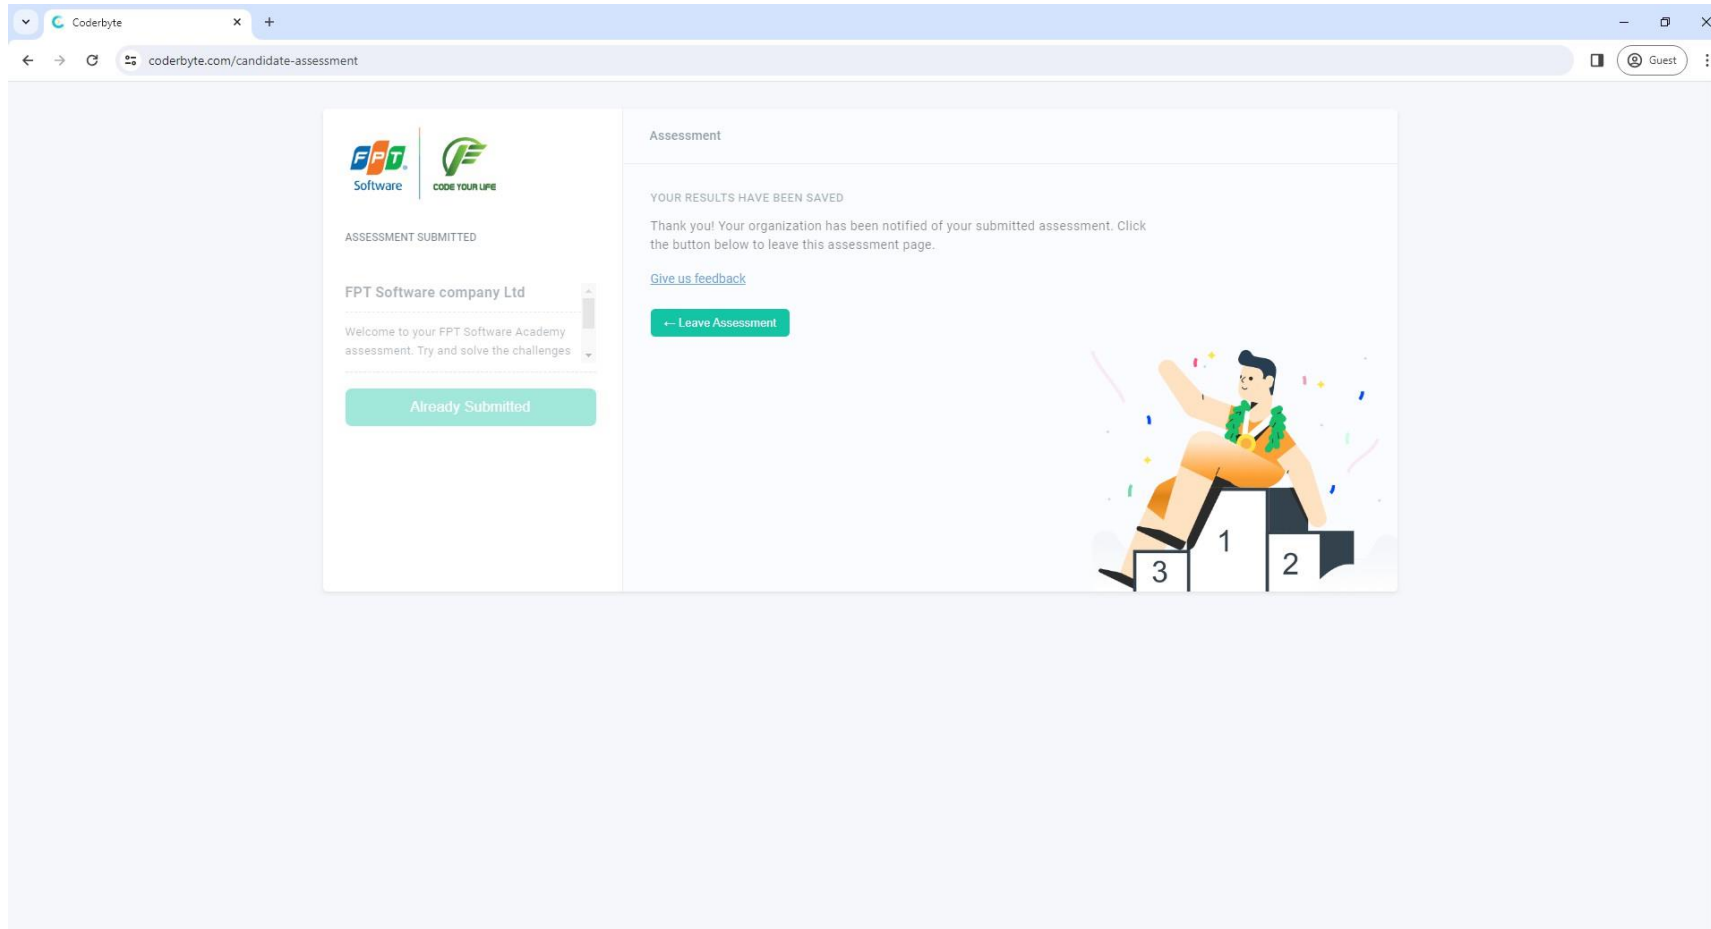 Coderbyte
coderbyte.com/candidate-assessment
Guest
FPT
Software
CODE YOUR LIFE
ASSESSMENT SUBMITTED
FPT Software company Ltd
Welcome to your FPT Software Academy
assessment. Try and solve the challenges
Already Submitted
Assessment
YOUR RESULTS HAVE BEEN SAVED
Thank you! Your organization has been notified of your submitted assessment. Click
the button below to leave this assessment page.
Give us feedback
← Leave Assessment
1
2
3